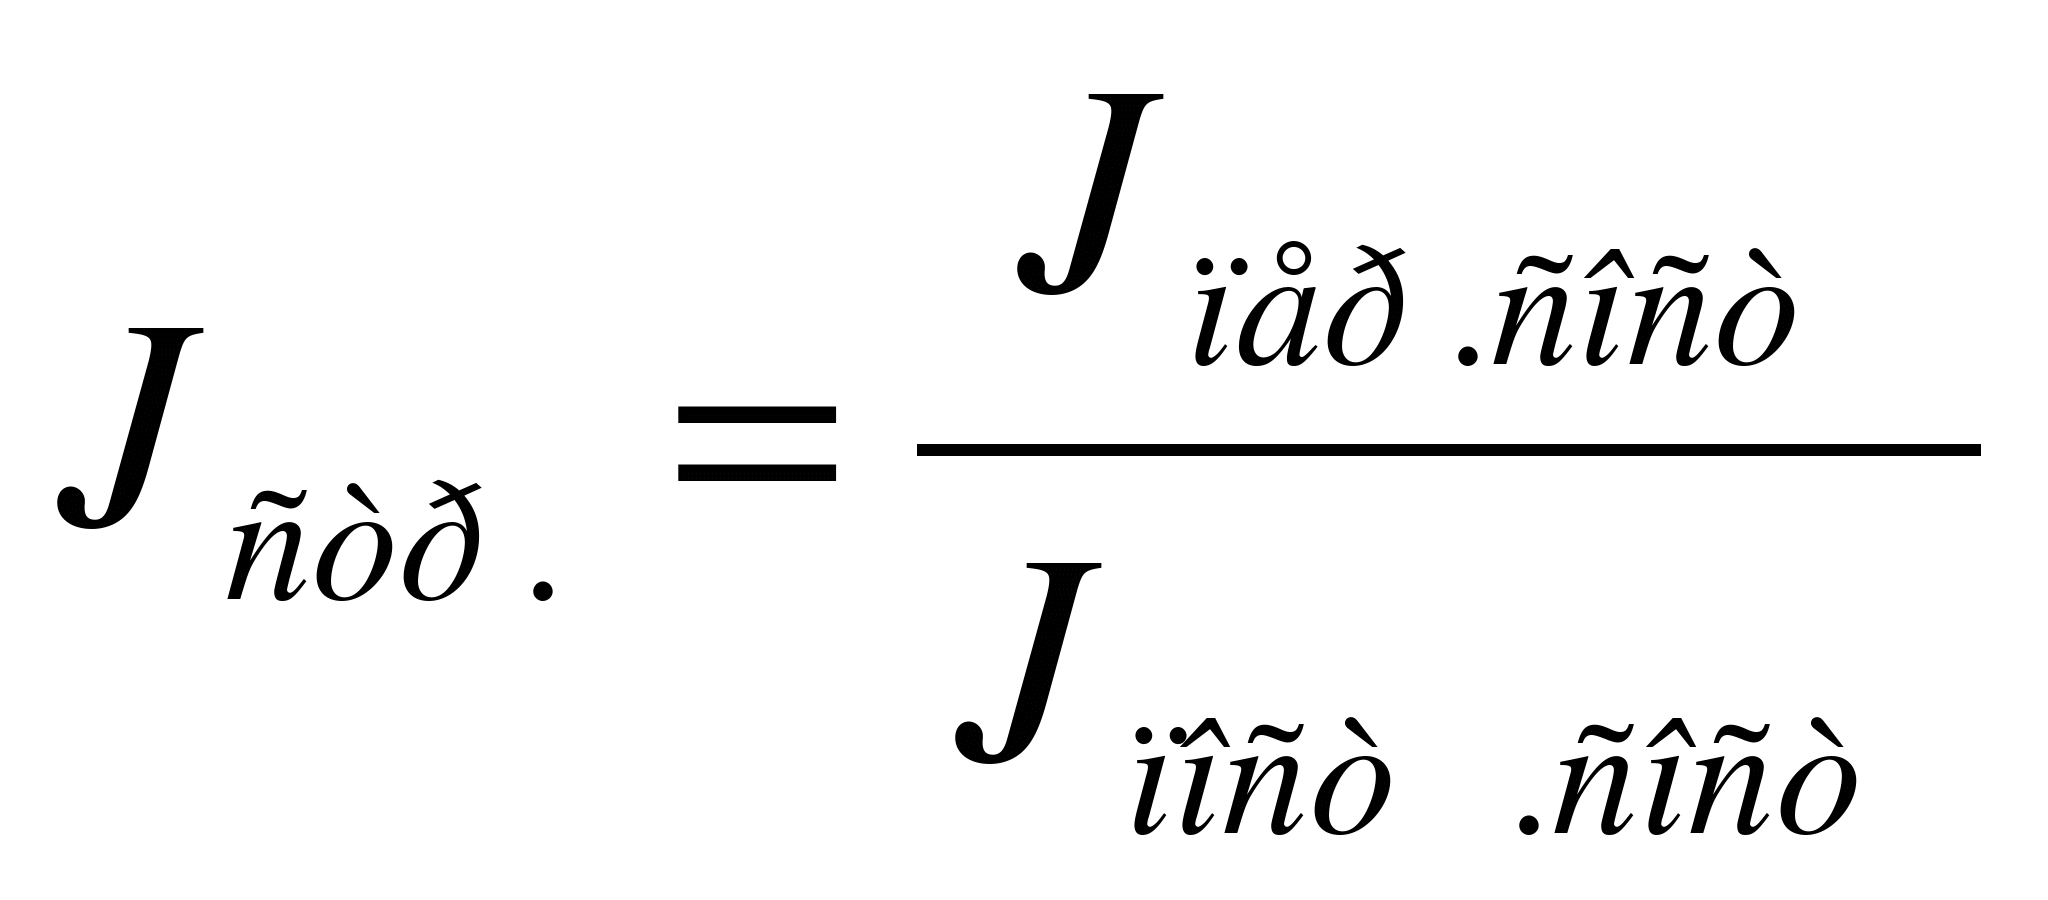 J ñòð . = J ïåð .ñîñò
J ïîñò .ñîñò